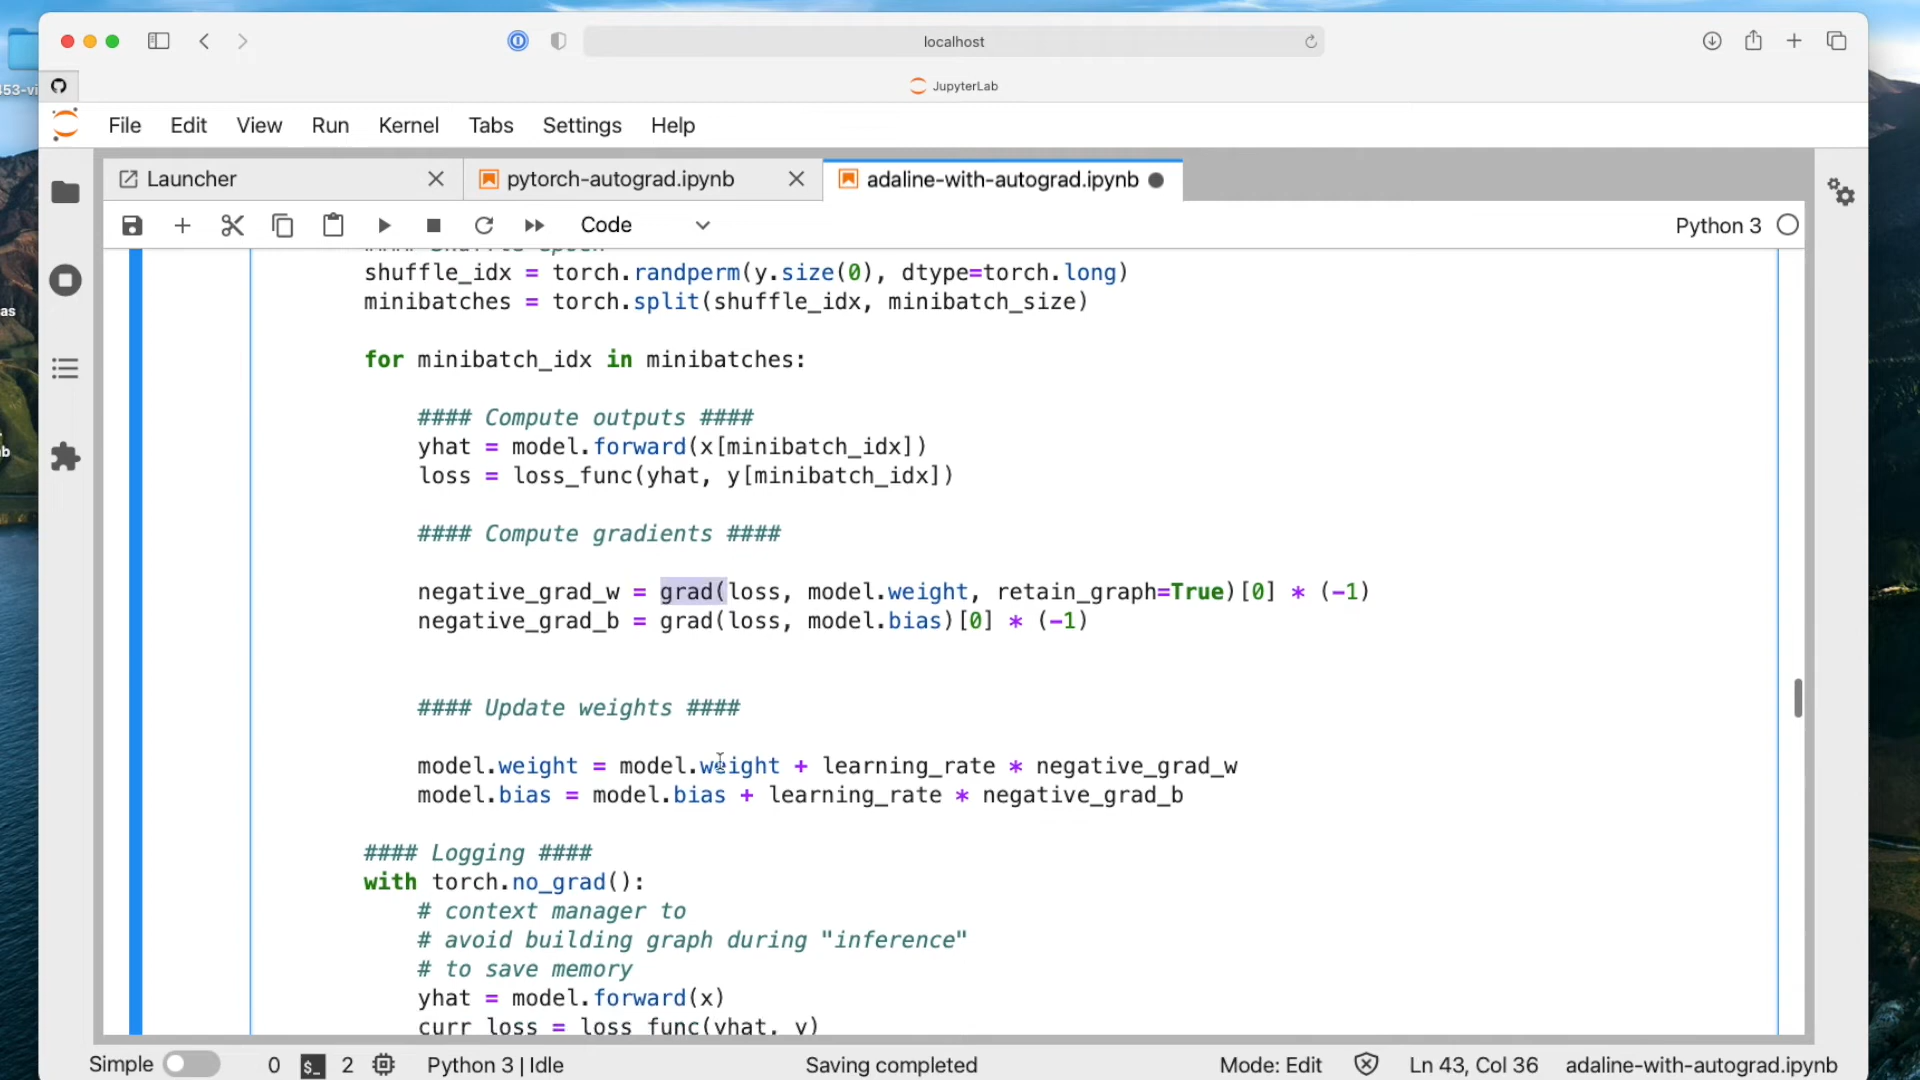 localhost
453-vi
JupyterLab
File Edit View Run Kernel Tabs Settings Help
Launcher
pytorch-autograd.ipynb
adaline-with-autograd.ipynb
Code
Python 3
shuffle_idx = torch.randperm(y.size(0), dtype=torch.long)
minibatches = torch.split(shuffle_idx, minibatch_size)
as
for minibatch_idx in minibatches:
#### Compute outputs ####
yhat = model.forward(x[minibatch_idx])
b
loss = loss_func(yhat, y[minibatch_idx])
#### Compute gradients ####
negative_grad_w = grad(loss, model.weight, retain_graph=True)[0] * (-1)
negative_grad_b = grad(loss, model.bias)[0] * (-1)
#### Update weights ####
model.weight = model.weight + learning_rate * negative_grad_w
model.bias = model.bias + learning_rate * negative_grad_b
#### Logging ####
with torch.no_grad():
# context manager to
# avoid building graph during "inference"
# to save memory
yhat = model.forward(x)
curr_loss = loss_func(yhat, y)
Simple 0 $_ 2 Python 3 | Idle Saving completed Mode: Edit Ln 43, Col 36 adaline-with-autograd.ipynb